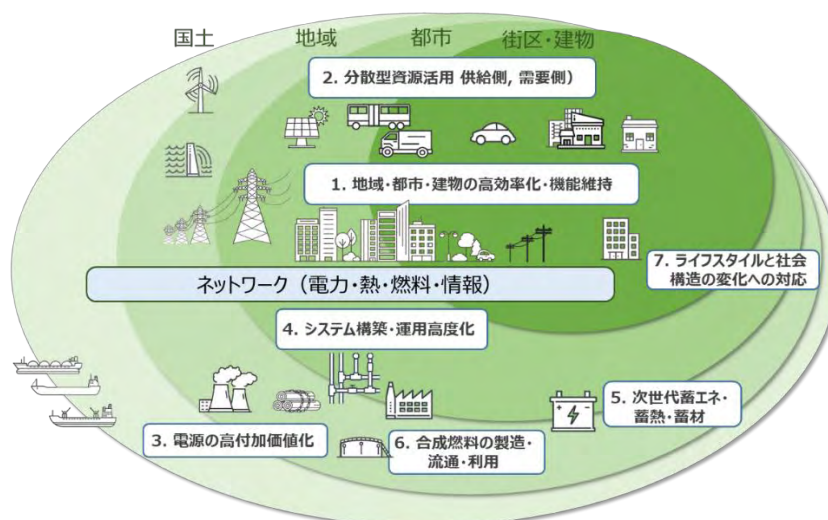 国土 地域 都市 街区・建物
2. 分散型資源活用 供給側, 需要側）
1. 地域・都市・建物の高効率化・機能維持
7. ライフスタイルと社会
構造の変化への対応
ネットワーク（電力・熱・燃料・情報）
4. システム構築・運用高度化
5. 次世代蓄エネ・
蓄熱・蓄材
3. 電源の高付加価値化
6. 合成燃料の製造・
流通・利用